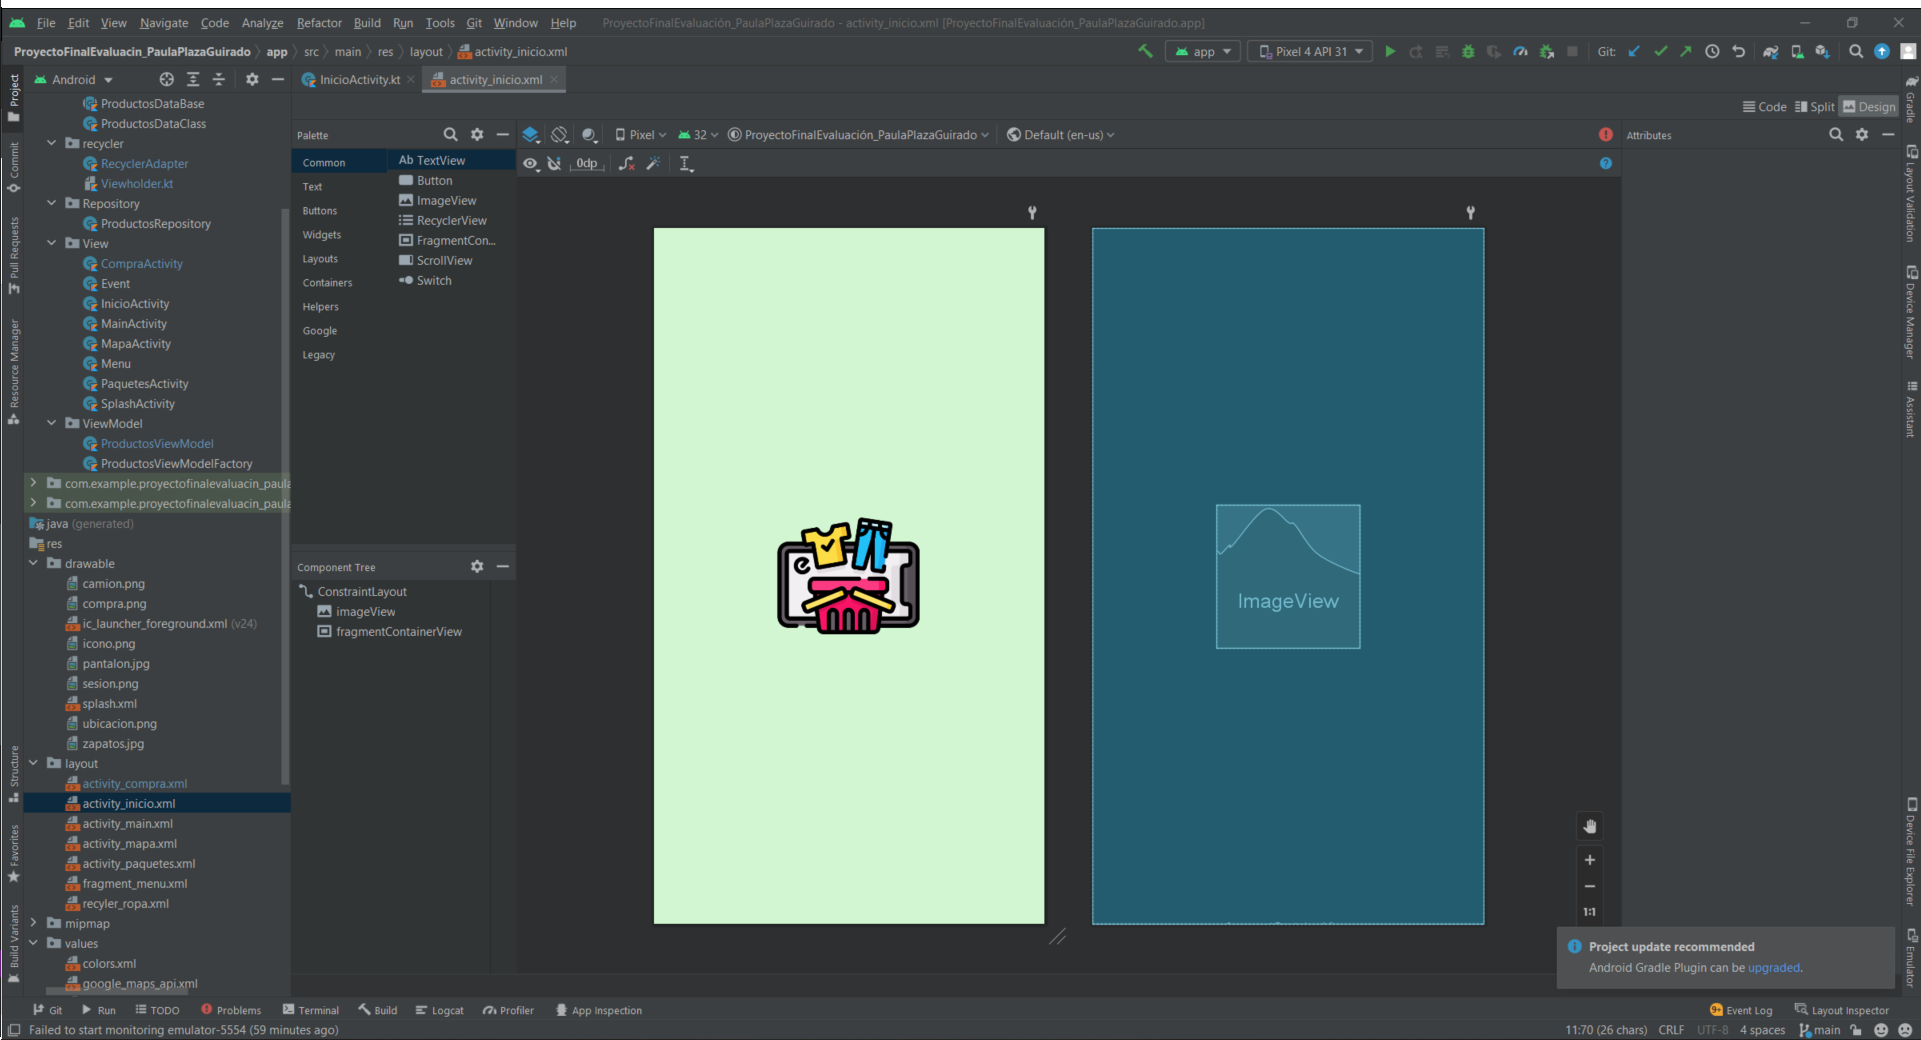 File Edit View Navigate Code Analyze Refactor Build Run Tools Git Window Help ProyectoFinalEvaluación_PaulaPlazaGuirado - activity_inicio.xml [ProyectoFinalEvaluación_PaulaPlazaGuirado.app]
ProyectoFinalEvaluacin_PaulaPlazaGuirado app src main res layout activity_inicio.xml app Pixel 4 API 31 Git:
Project
Commit
Pull Requests
Resource Manager
Structure
Favorites
Build Variants
Android
ProductosDataBase
ProductosDataClass
recycler
RecyclerAdapter
Viewholder.kt
Repository
ProductosRepository
View
CompraActivity
Event
InicioActivity
MainActivity
MapaActivity
Menu
PaquetesActivity
SplashActivity
ViewModel
ProductosViewModel
ProductosViewModelFactory
com.example.proyectofinalevaluacin_paula
com.example.proyectofinalevaluacin_paula
java (generated)
res
drawable
camion.png
compra.png
ic_launcher_foreground.xml (v24)
icono.png
pantalon.jpg
sesion.png
splash.xml
ubicacion.png
zapatos.jpg
layout
activity_compra.xml
activity_inicio.xml
activity_main.xml
activity_mapa.xml
activity_paquetes.xml
fragment_menu.xml
recyler_ropa.xml
mipmap
values
colors.xml
google_maps_api.xml
InicioActivity.kt activity_inicio.xml
Code Split Design
Palette
Common
Text
Buttons
Widgets
Layouts
Containers
Helpers
Google
Legacy
Ab TextView
Button
ImageView
RecyclerView
FragmentCon...
ScrollView
Switch
Component Tree
ConstraintLayout
imageView
fragmentContainerView
Pixel 32 ProyectoFinalEvaluación_PaulaPlazaGuirado Default (en-us)
0dp
e
ImageView
1:1
Attributes
Gradle
Layout Validation
Device Manager
Assistant
Device File Explorer
Emulator
Project update recommended
Android Gradle Plugin can be upgraded.
Git Run TODO Problems Terminal Build Logcat Profiler App Inspection 9+ Event Log Layout Inspector
Failed to start monitoring emulator-5554 (59 minutes ago) 11:70 (26 chars) CRLF UTF-8 4 spaces main